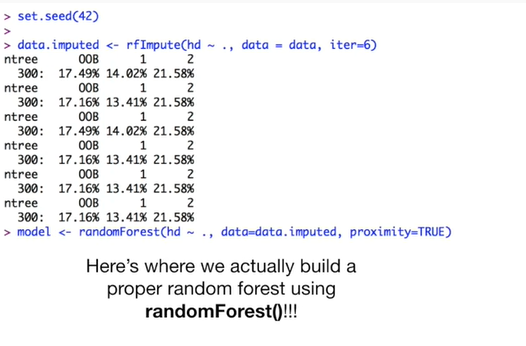 > set.seed(42)
>
> data.imputed <- rfImpute(hd ~ ., data = data, iter=6)
ntree OOB 1 2
300: 17.49% 14.02% 21.58%
ntree OOB 1 2
300: 17.16% 13.41% 21.58%
ntree OOB 1 2
300: 17.49% 14.02% 21.58%
ntree OOB 1 2
300: 17.16% 13.41% 21.58%
ntree OOB 1 2
300: 17.16% 13.41% 21.58%
ntree OOB 1 2
300: 17.16% 13.41% 21.58%
> model <- randomForest(hd ~ ., data=data.imputed, proximity=TRUE)
Here's where we actually build a
proper random forest using
randomForest()!!!